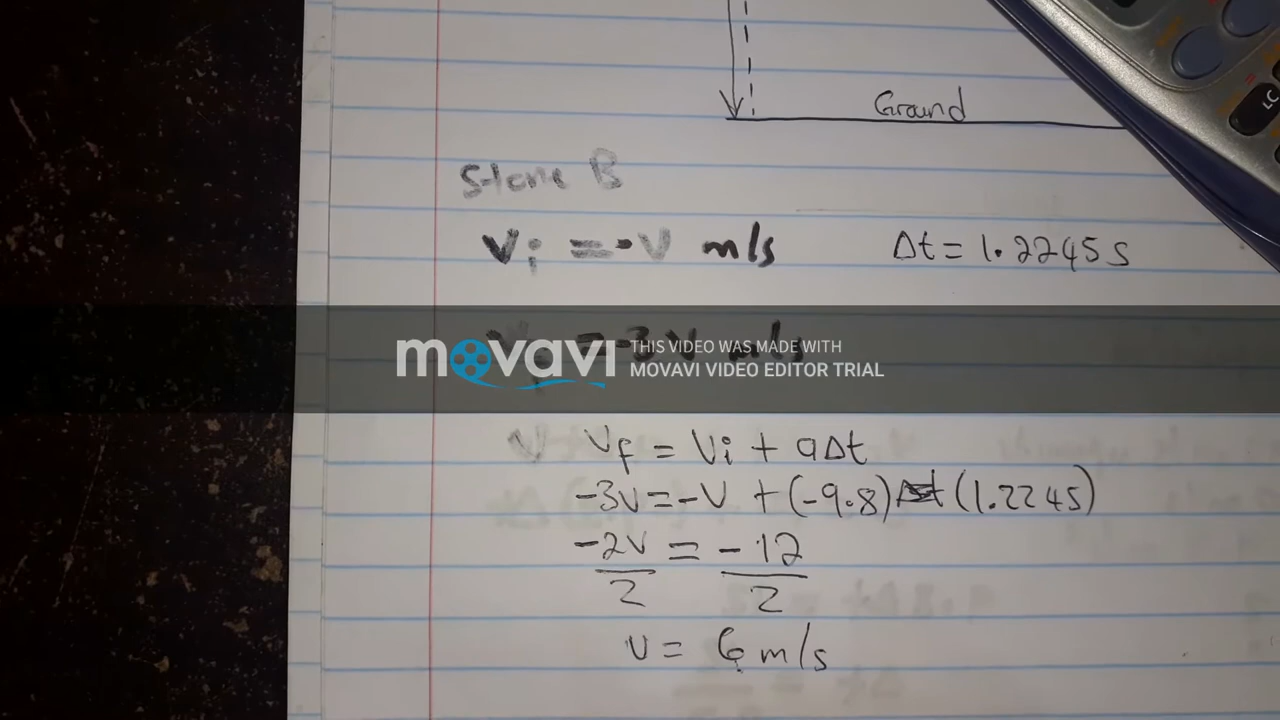 Ground
Stone B
Vi = -V m/s Δt = 1.2245 s
= -3V m/s
movavi THIS VIDEO WAS MADE WITH
MOVAVI VIDEO EDITOR TRIAL
V Vf = Vi + aΔt
-3V = -V + (-9.8) (1.2245)
-2V = -12
2 2
V = 6 m/s